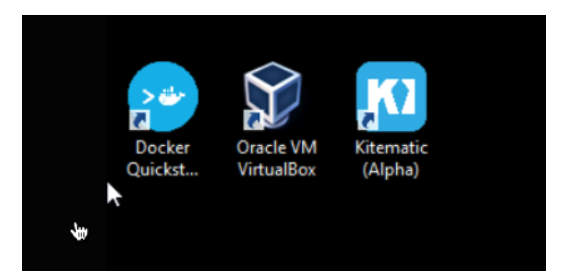 Docker
Quickst...
Oracle VM
VirtualBox
Kitematic
(Alpha)